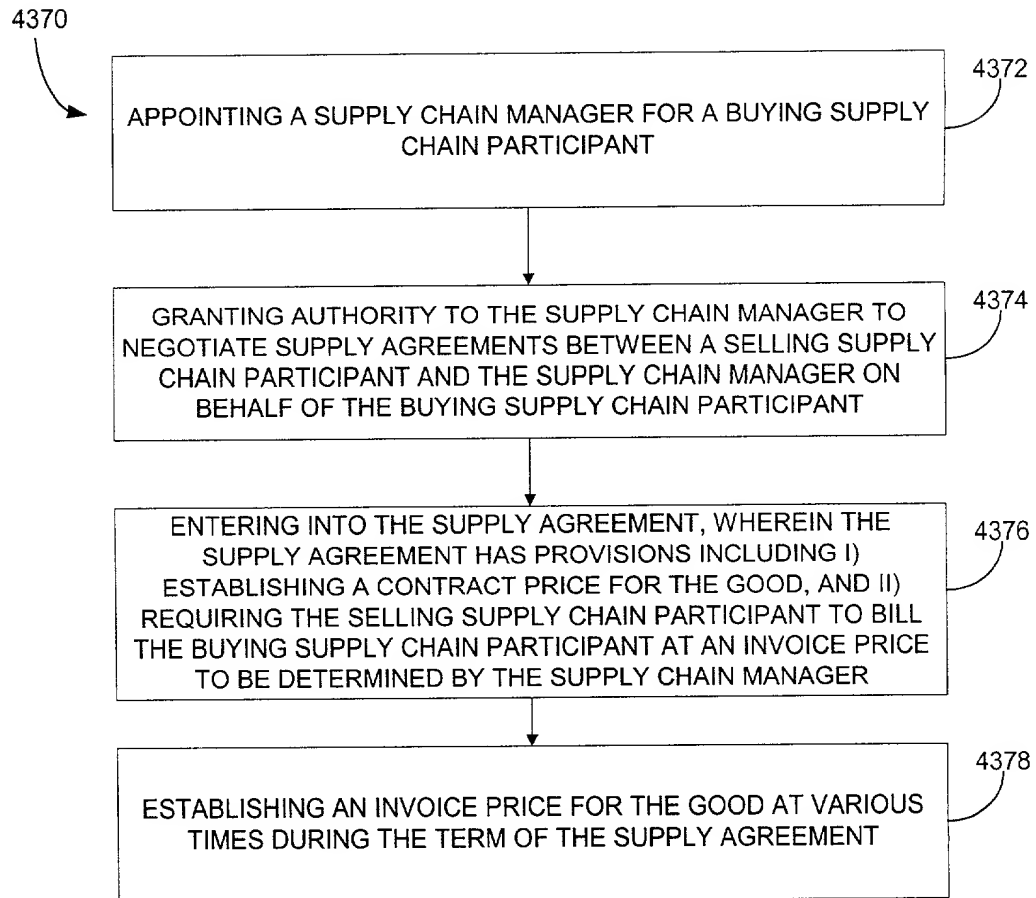 4370
4372
APPOINTING A SUPPLY CHAIN MANAGER FOR A BUYING SUPPLY
CHAIN PARTICIPANT
4374
GRANTING AUTHORITY TO THE SUPPLY CHAIN MANAGER TO
NEGOTIATE SUPPLY AGREEMENTS BETWEEN A SELLING SUPPLY
CHAIN PARTICIPANT AND THE SUPPLY CHAIN MANAGER ON
BEHALF OF THE BUYING SUPPLY CHAIN PARTICIPANT
4376
ENTERING INTO THE SUPPLY AGREEMENT, WHEREIN THE
SUPPLY AGREEMENT HAS PROVISIONS INCLUDING I)
ESTABLISHING A CONTRACT PRICE FOR THE GOOD, AND II)
REQUIRING THE SELLING SUPPLY CHAIN PARTICIPANT TO BILL
THE BUYING SUPPLY CHAIN PARTICIPANT AT AN INVOICE PRICE
TO BE DETERMINED BY THE SUPPLY CHAIN MANAGER
4378
ESTABLISHING AN INVOICE PRICE FOR THE GOOD AT VARIOUS
TIMES DURING THE TERM OF THE SUPPLY AGREEMENT